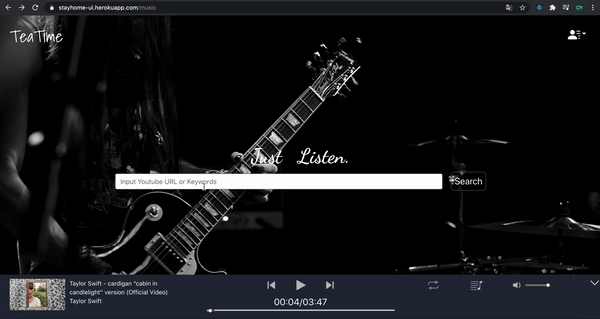 stayhome-ui.herokuapp.com/music
TeaTime
Just Listen.
Input Youtube URL or Keywords
Search
Taylor Swift - cardigan "cabin in
candlelight" version (Official Video)
Taylor Swift
00:04/03:47